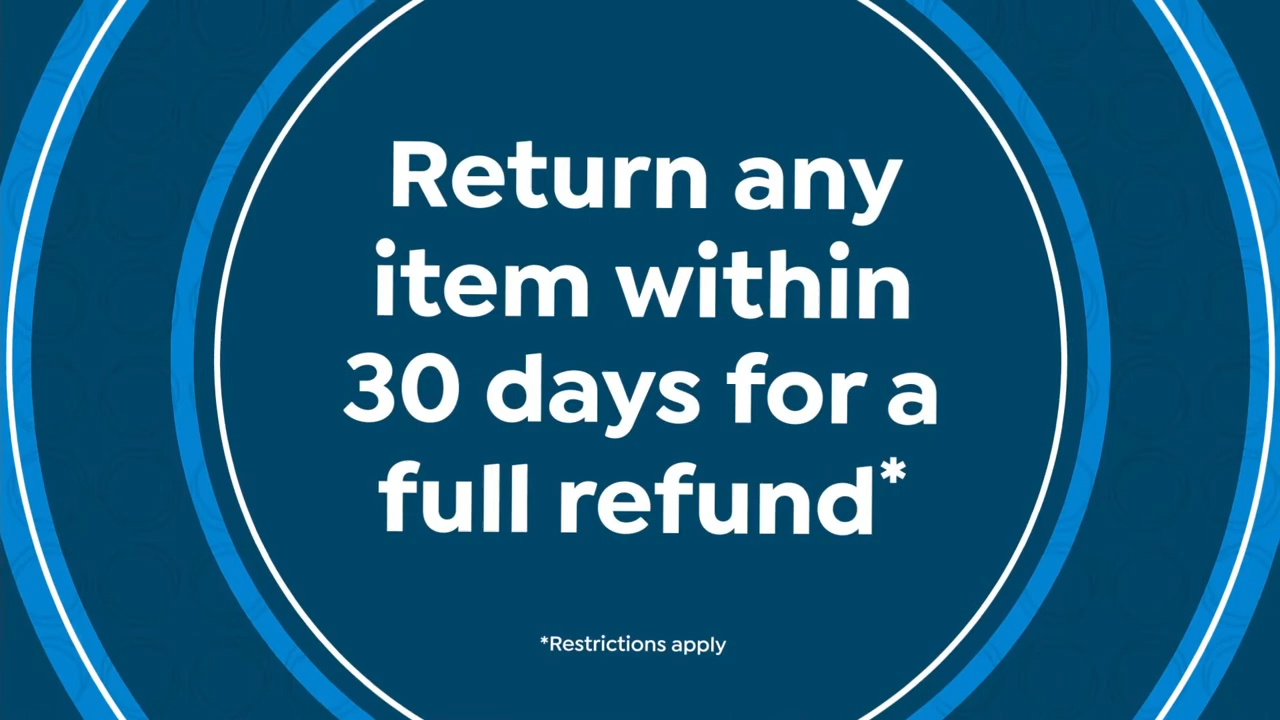 Return any
item within
30 days for a
full refund*
*Restrictions apply